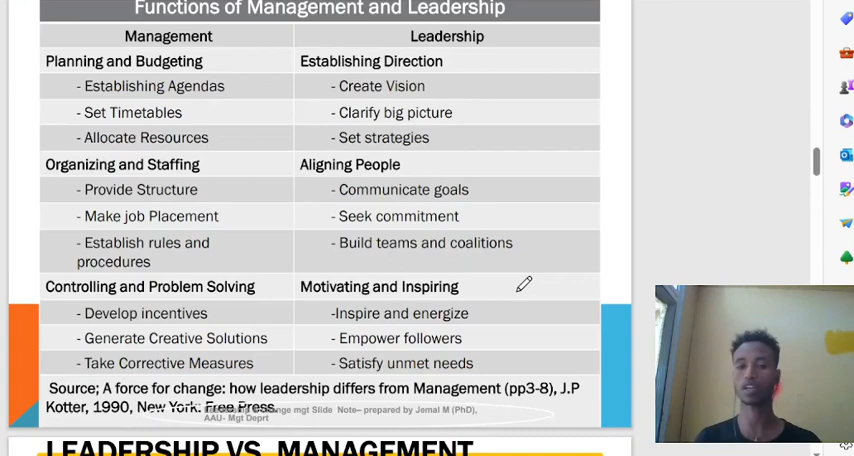 Functions of Management and Leadership
Management Leadership
Planning and Budgeting Establishing Direction
- Establishing Agendas - Create Vision
- Set Timetables - Clarify big picture
- Allocate Resources - Set strategies
Organizing and Staffing Aligning People
- Provide Structure - Communicate goals
- Make job Placement - Seek commitment
- Establish rules and - Build teams and coalitions
procedures
Controlling and Problem Solving Motivating and Inspiring
- Develop incentives -Inspire and energize
- Generate Creative Solutions - Empower followers
- Take Corrective Measures - Satisfy unmet needs
Source; A force for change: how leadership differs from Management (pp3-8), J.P
Kotter, 1990, New York: Free Press.
Leadership & Change mgt Slide Note– prepared by Jemal M (PhD),
AAU- Mgt Deprt
LEADERSHIP VS. MANAGEMENT